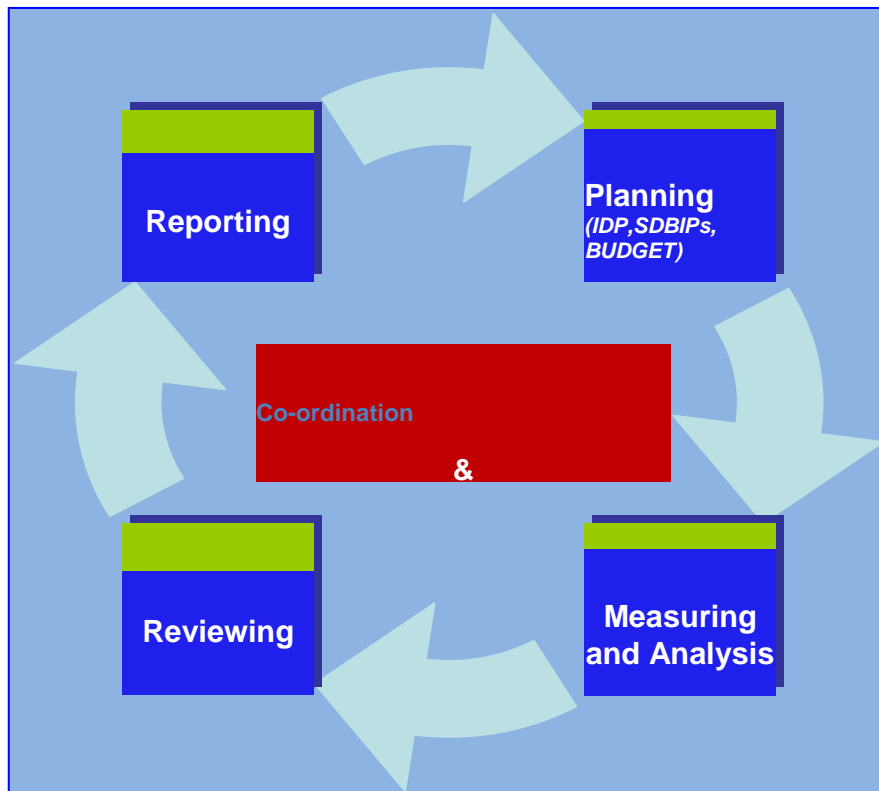 Reporting
Planning
(IDP,SDBIPs,
BUDGET)
Co-ordination
&
Reviewing
Measuring
and Analysis